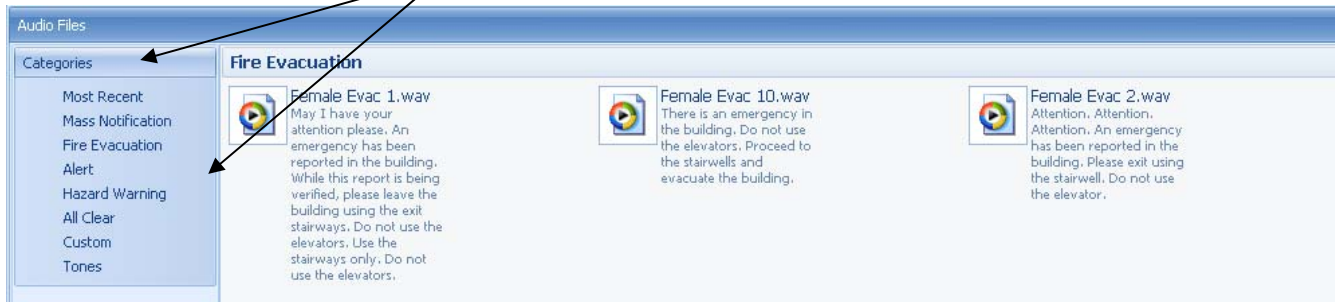 Audio Files
Categories
Most Recent
Mass Notification
Fire Evacuation
Alert
Hazard Warning
All Clear
Custom
Tones
Fire Evacuation
Female Evac 1.wav
May I have your
attention please. An
emergency has been
reported in the building.
While this report is being
verified, please leave the
building using the exit
stairways. Do not use the
elevators. Use the
stairways only. Do not
use the elevators.
Female Evac 10.wav
There is an emergency in
the building. Do not use
the elevators. Proceed to
the stairwells and
evacuate the building.
Female Evac 2.wav
Attention. Attention.
Attention. An emergency
has been reported in the
building. Please exit using
the stairwell. Do not use
the elevator.